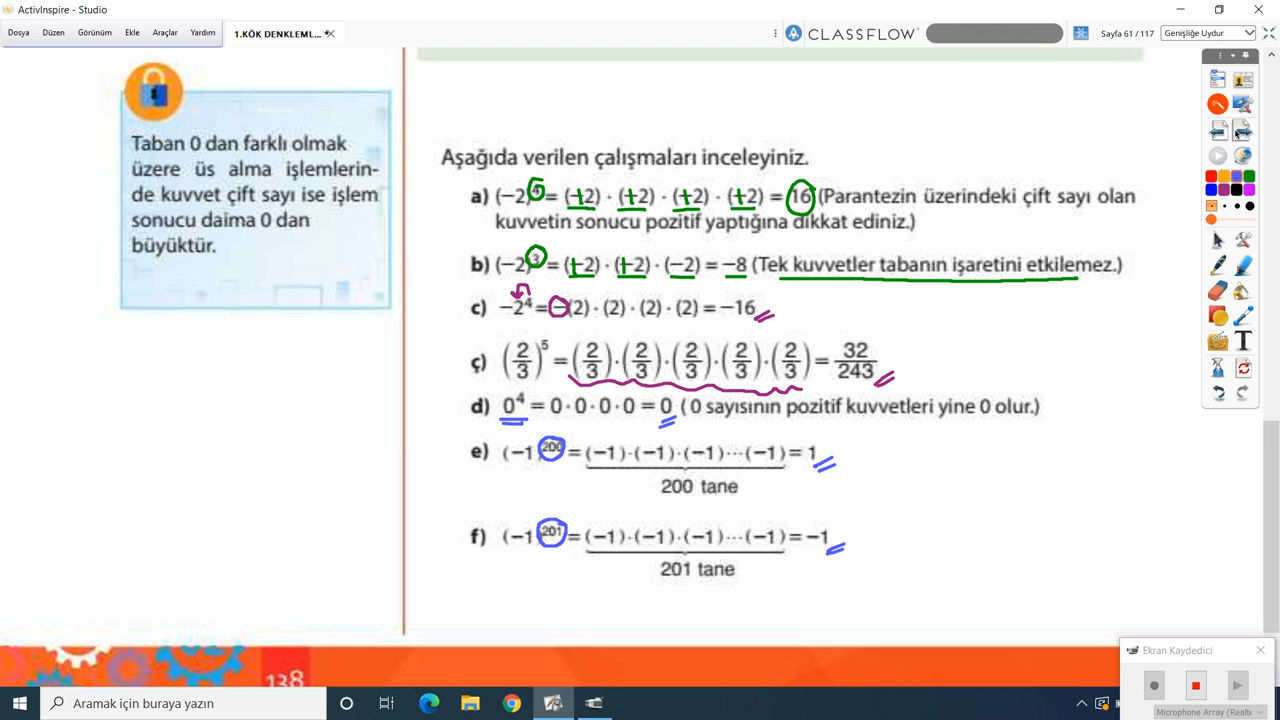 ActivInspire - Studio
Dosya Düzen Görünüm Ekle Araçlar Yardım
1.KÖK DENKLEML...
CLASSFLOW
Sayfa 61 / 117
Genişliğe Uydur
Taban 0 dan farklı olmak
üzere üs alma işlemlerin-
de kuvvet çift sayı ise işlem
sonucu daima 0 dan
büyüktür.
Aşağıda verilen çalışmaları inceleyiniz.
a) (−2)⁴ = (−2) · (−2) · (−2) · (−2) = 16 (Parantezin üzerindeki çift sayı olan
kuvvetin sonucu pozitif yaptığına dikkat ediniz.)
b) (−2)³ = (−2) · (−2) · (−2) = −8 (Tek kuvvetler tabanın işaretini etkilemez.)
c) −2⁴ = −(2) · (2) · (2) · (2) = −16
ç) (2/3)⁵ = (2/3) · (2/3) · (2/3) · (2/3) · (2/3) = 32/243
d) 0⁴ = 0 · 0 · 0 · 0 = 0 ( 0 sayısının pozitif kuvvetleri yine 0 olur.)
e) (−1)²⁰⁰ = (−1) · (−1) · (−1) ··· (−1) = 1
200 tane
f) (−1)²⁰¹ = (−1) · (−1) · (−1) ··· (−1) = −1
201 tane
138
Ekran Kaydedici
Microphone Array (Realte
Aramak için buraya yazın